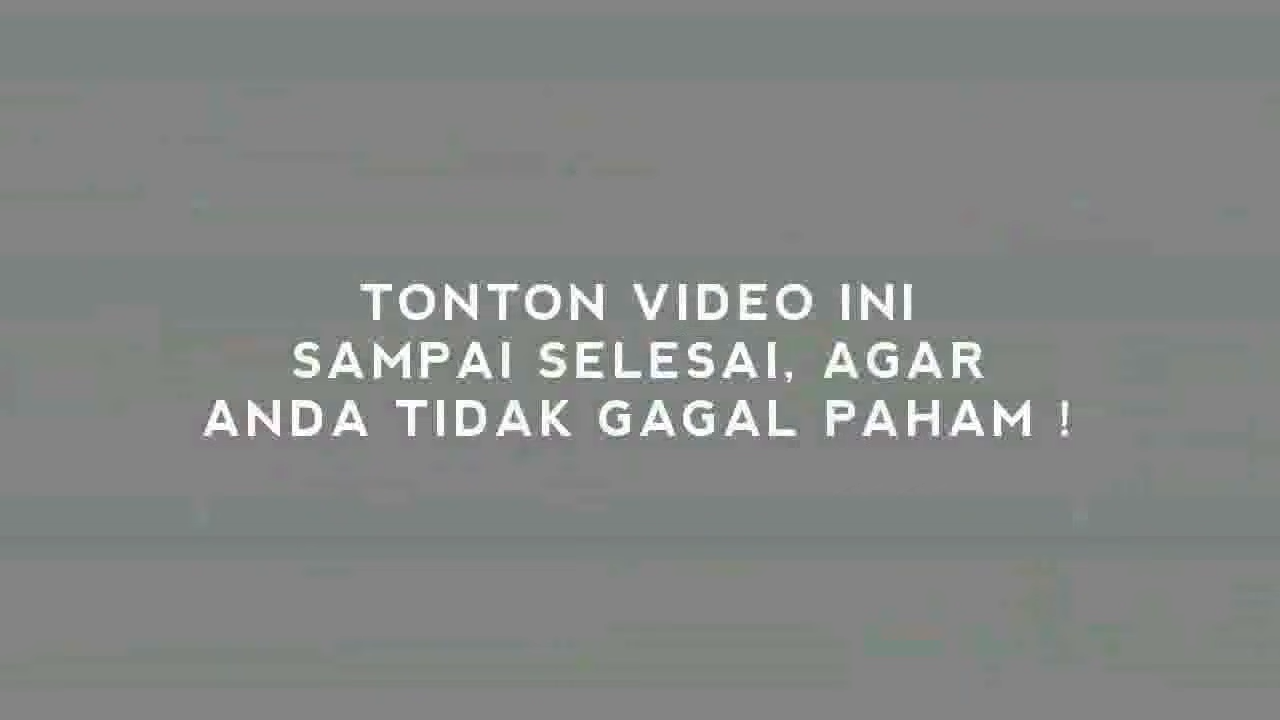 TONTON VIDEO INI
SAMPAI SELESAI, AGAR
ANDA TIDAK GAGAL PAHAM !